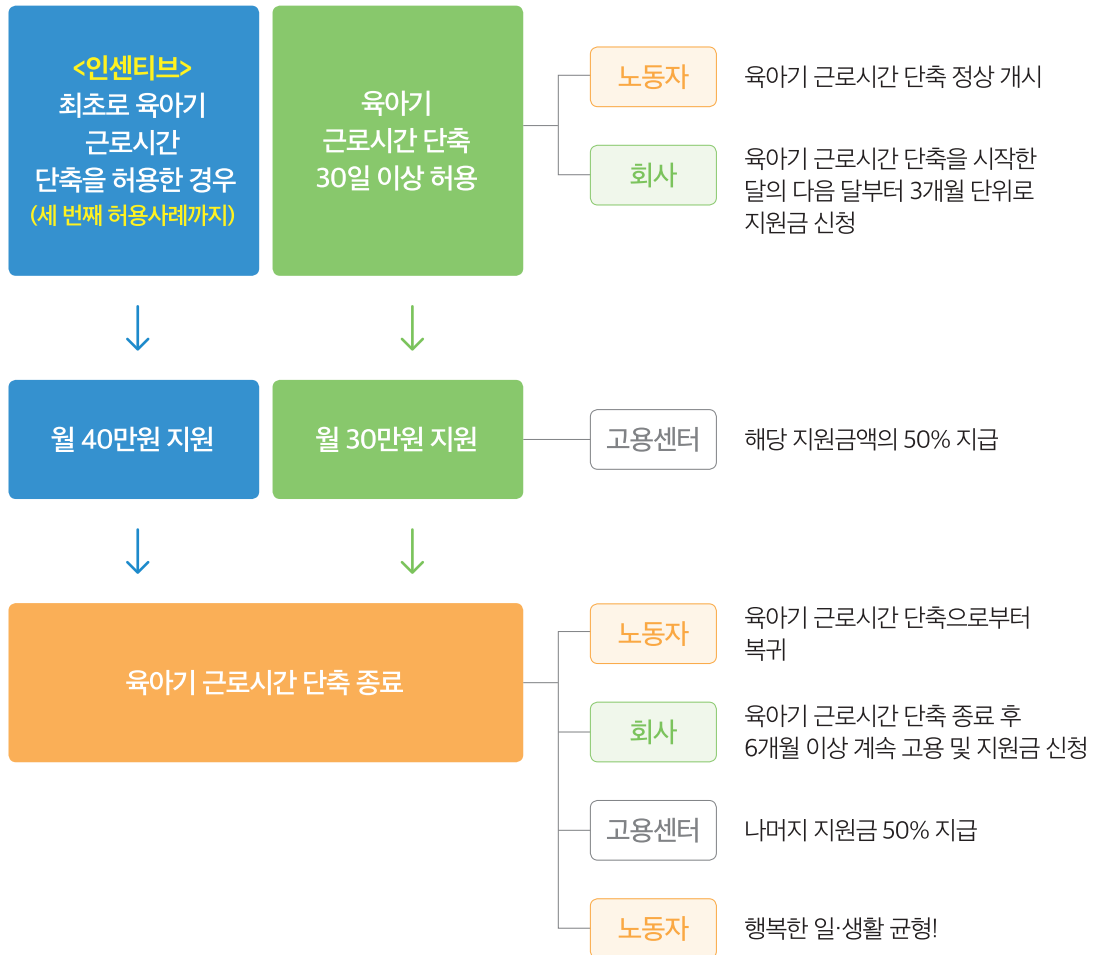 <인센티브>
최초로 육아기
근로시간
단축을 허용한 경우
(세 번째 허용사례까지)
육아기
근로시간 단축
30일 이상 허용
노동자
육아기 근로시간 단축 정상 개시
회사
육아기 근로시간 단축을 시작한
달의 다음 달부터 3개월 단위로
지원금 신청
월 40만원 지원
월 30만원 지원
고용센터
해당 지원금액의 50% 지급
육아기 근로시간 단축 종료
노동자
육아기 근로시간 단축으로부터
복귀
회사
육아기 근로시간 단축 종료 후
6개월 이상 계속 고용 및 지원금 신청
고용센터
나머지 지원금 50% 지급
노동자
행복한 일·생활 균형!